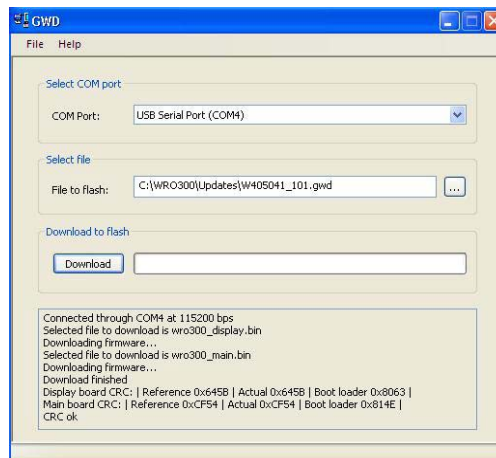 GWD
File Help
Select COM port
COM Port: USB Serial Port (COM4)
Select file
File to flash: C:\WRO300\Updates\W405041_101.gwd ...
Download to flash
Download
Connected through COM4 at 115200 bps
Selected file to download is wro300_display.bin
Downloading firmware...
Selected file to download is wro300_main.bin
Downloading firmware...
Download finished
Display board CRC: | Reference 0x645B | Actual 0x645B | Boot loader 0x8063 |
Main board CRC: | Reference 0xCF54 | Actual 0xCF54 | Boot loader 0x814E |
CRC ok